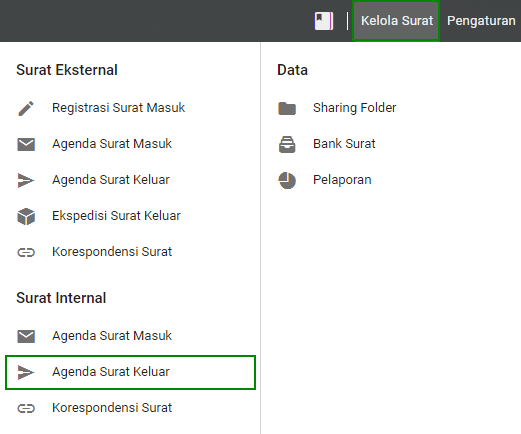 Kelola Surat Pengaturan
Surat Eksternal
Registrasi Surat Masuk
Agenda Surat Masuk
Agenda Surat Keluar
Ekspedisi Surat Keluar
Korespondensi Surat
Surat Internal
Agenda Surat Masuk
Agenda Surat Keluar
Korespondensi Surat
Data
Sharing Folder
Bank Surat
Pelaporan